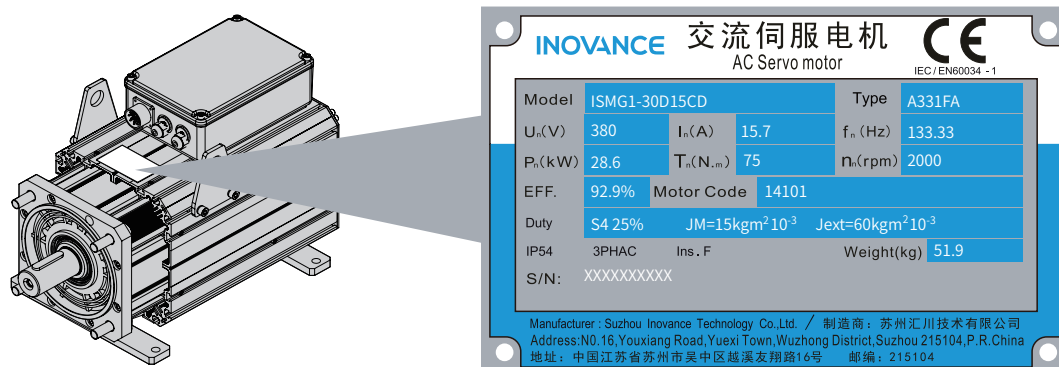 INOVANCE 交流伺服电机 CE
AC Servo motor
IEC/EN60034-1
Model ISMG1-30D15CD Type A331FA
Un(V) 380 In(A) 15.7 fn(Hz) 133.33
Pn(kW) 28.6 Tn(N.m) 75 nn(rpm) 2000
EFF. 92.9% Motor Code 14101
Duty S4 25% JM=15kgm²10⁻³ Jext=60kgm²10⁻³
IP54 3PHAC Ins.F Weight(kg) 51.9
S/N: XXXXXXXXXX
Manufacturer : Suzhou Inovance Technology Co.,Ltd. / 制造商：苏州汇川技术有限公司
Address:N0.16,Youxiang Road,Yuexi Town,Wuzhong District,Suzhou 215104,P.R.China
地址：中国江苏省苏州市吴中区越溪友翔路16号 邮编：215104